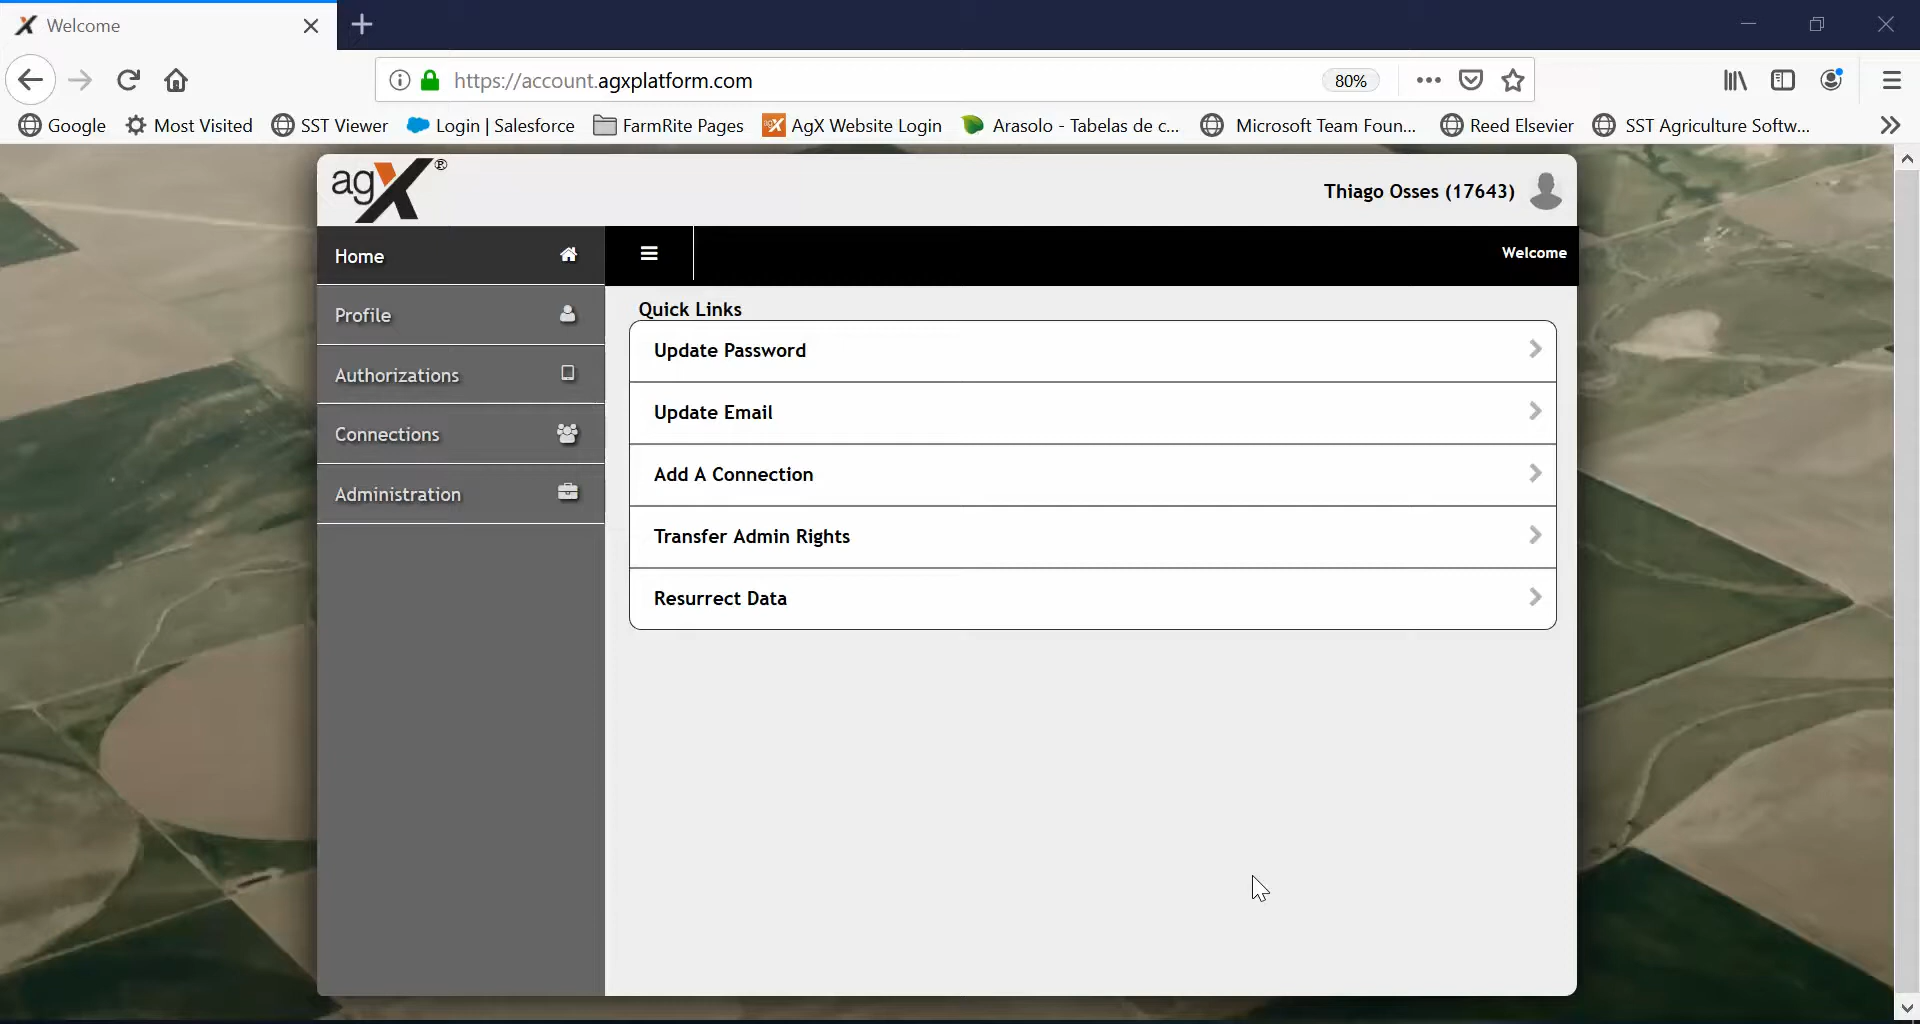 Welcome
https://account.agxplatform.com
80%
Google
Most Visited
SST Viewer
Login | Salesforce
FarmRite Pages
AgX Website Login
Arasolo - Tabelas de c...
Microsoft Team Foun...
Reed Elsevier
SST Agriculture Softw...
agX®
Thiago Osses (17643)
Home
Welcome
Profile
Authorizations
Connections
Administration
Quick Links
Update Password
Update Email
Add A Connection
Transfer Admin Rights
Resurrect Data